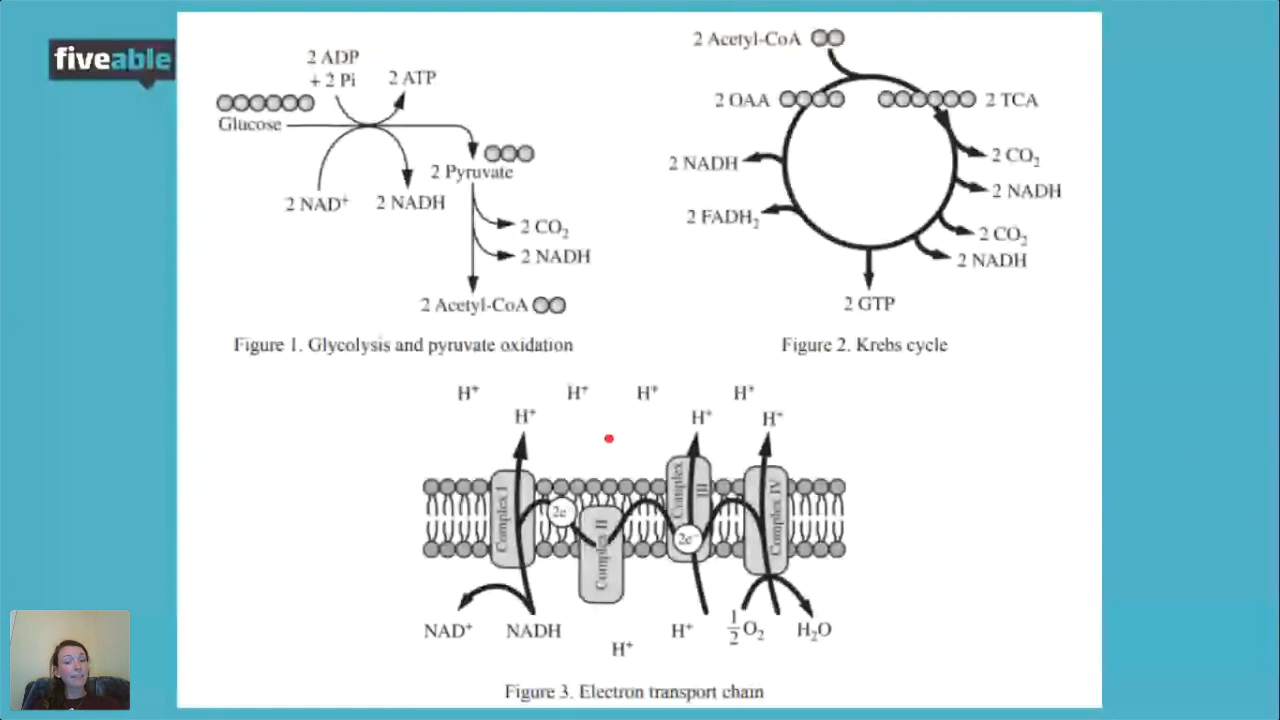 fiveable
2 ADP
+ 2 Pi
2 ATP
Glucose
2 Pyruvate
2 NAD⁺
2 NADH
2 CO₂
2 NADH
2 Acetyl-CoA
Figure 1. Glycolysis and pyruvate oxidation
2 Acetyl-CoA
2 OAA
2 TCA
2 CO₂
2 NADH
2 NADH
2 FADH₂
2 CO₂
2 NADH
2 GTP
Figure 2. Krebs cycle
H⁺ H⁺ H⁺ H⁺
H⁺ H⁺ H⁺
Complex I
2e⁻
Complex II
Complex
III
2e⁻
Complex IV
NAD⁺ NADH H⁺ ½O₂ H₂O
H⁺
Figure 3. Electron transport chain